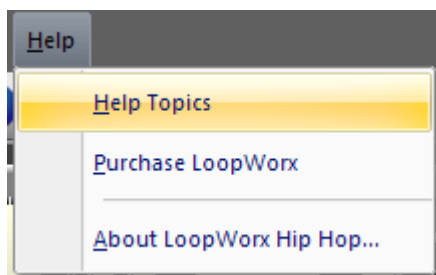 Help
Help Topics
Purchase LoopWorx
About LoopWorx Hip Hop...